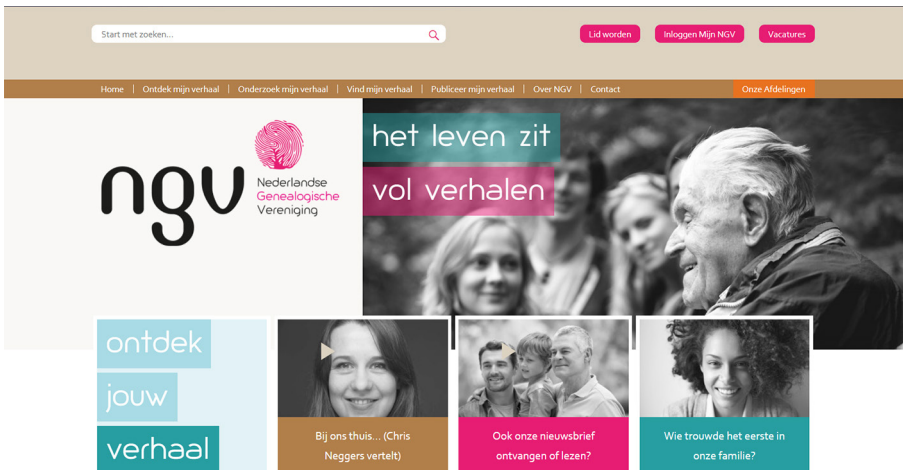 Start met zoeken...
Lid worden
Inloggen Mijn NGV
Vacatures
Home | Ontdek mijn verhaal | Onderzoek mijn verhaal | Vind mijn verhaal | Publiceer mijn verhaal | Over NGV | Contact
Onze Afdelingen
ngv
Nederlandse
Genealogische
Vereniging
het leven zit
vol verhalen
ontdek
jouw
verhaal
Bij ons thuis... (Chris
Neggers vertelt)
Ook onze nieuwsbrief
ontvangen of lezen?
Wie trouwde het eerste in
onze familie?